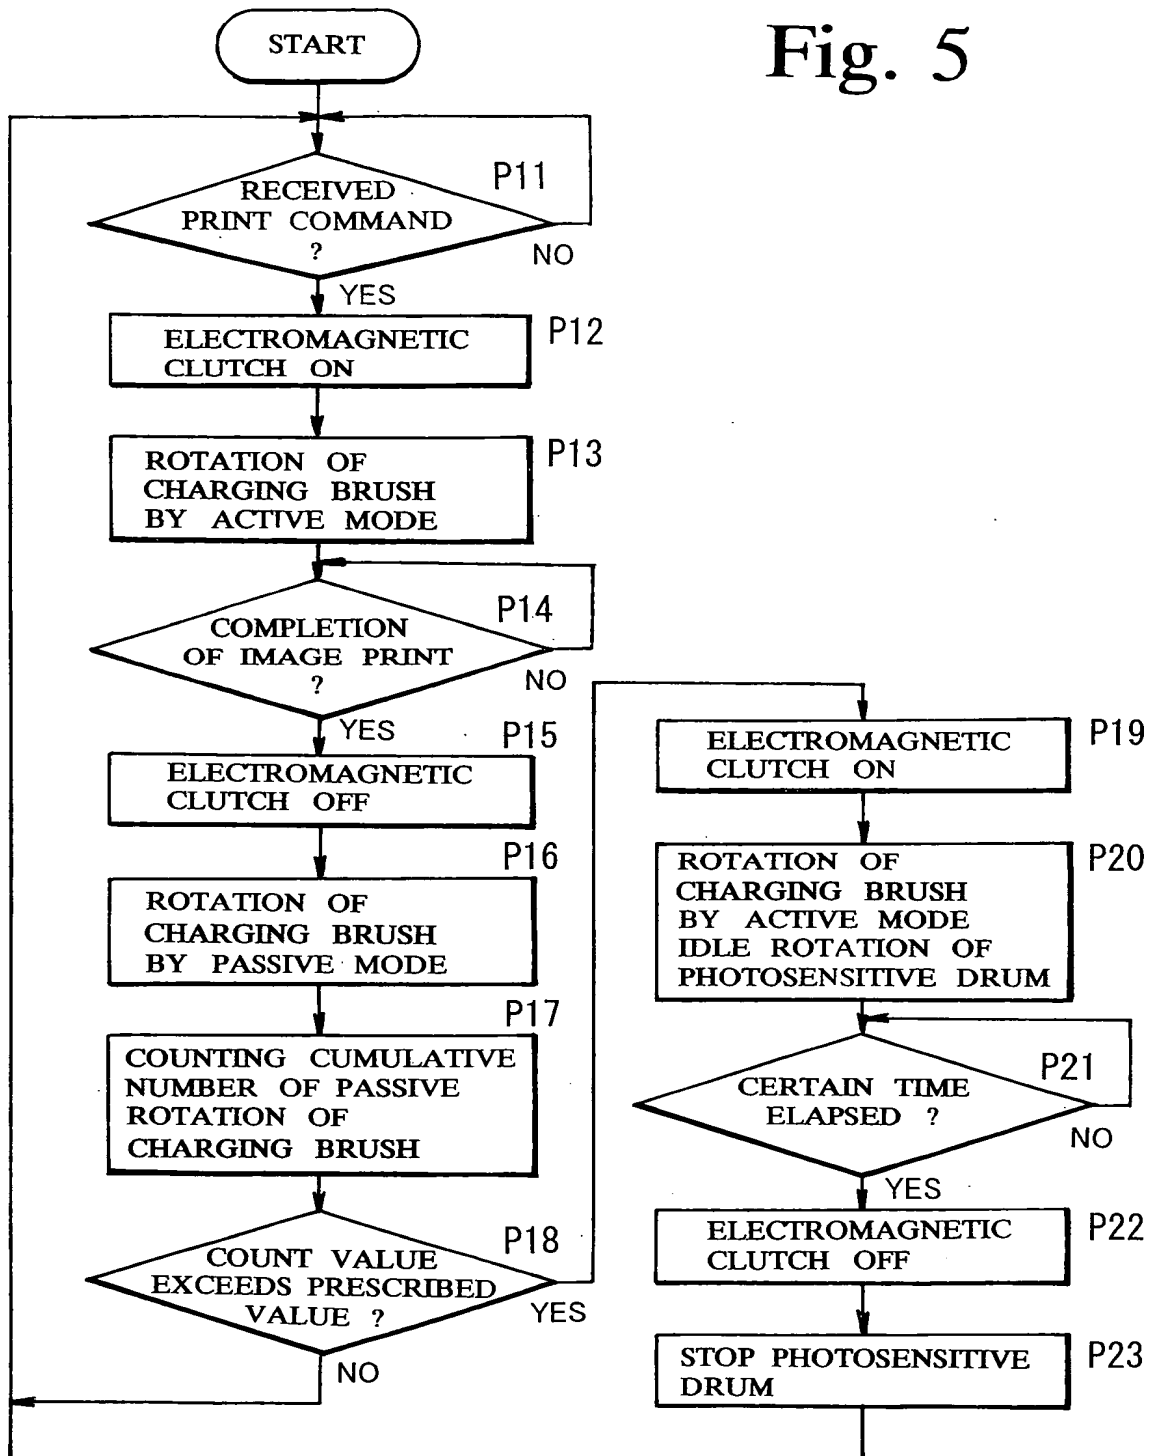 Fig. 5
START
P11
RECEIVED
PRINT COMMAND
?
NO
YES
P12
ELECTROMAGNETIC
CLUTCH ON
P13
ROTATION OF
CHARGING BRUSH
BY ACTIVE MODE
P14
COMPLETION
OF IMAGE PRINT
?
NO
YES
P15
ELECTROMAGNETIC
CLUTCH OFF
P16
ROTATION OF
CHARGING BRUSH
BY PASSIVE MODE
P17
COUNTING CUMULATIVE
NUMBER OF PASSIVE
ROTATION OF
CHARGING BRUSH
P18
COUNT VALUE
EXCEEDS PRESCRIBED
VALUE ?
YES
NO
P19
ELECTROMAGNETIC
CLUTCH ON
P20
ROTATION OF
CHARGING BRUSH
BY ACTIVE MODE
IDLE ROTATION OF
PHOTOSENSITIVE DRUM
P21
CERTAIN TIME
ELAPSED ?
NO
YES
P22
ELECTROMAGNETIC
CLUTCH OFF
P23
STOP PHOTOSENSITIVE
DRUM